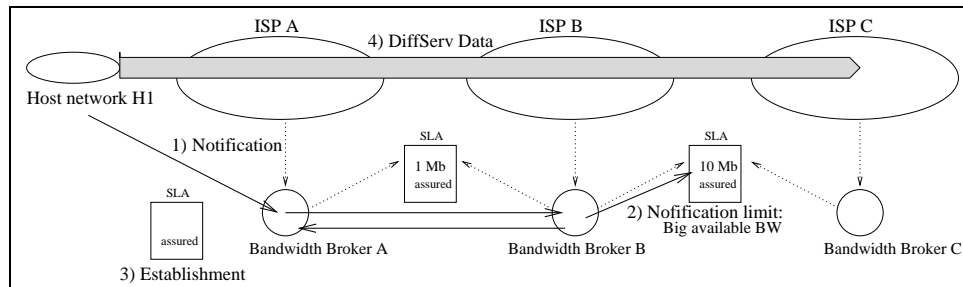 ISP A
ISP B
ISP C
4) DiffServ Data
Host network H1
1) Notification
SLA
1 Mb
assured
SLA
10 Mb
assured
SLA
assured
2) Nofification limit:
Big available BW
Bandwidth Broker A
Bandwidth Broker B
Bandwidth Broker C
3) Establishment